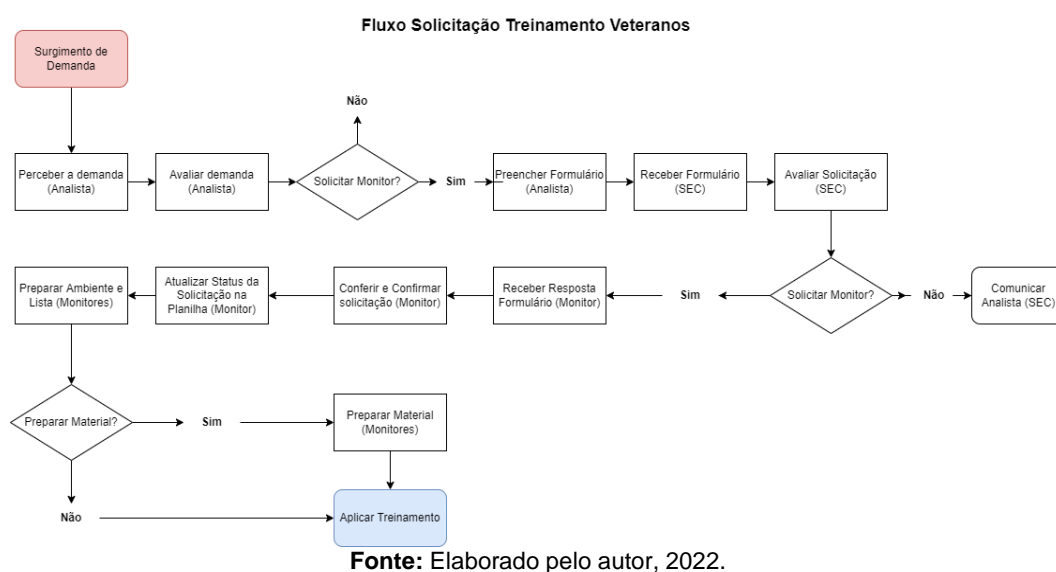 Fluxo Solicitação Treinamento Veteranos
Surgimento de
Demanda
Não
Perceber a demanda
(Analista)
Avaliar demanda
(Analista)
Solicitar Monitor?
Sim
Preencher Formulário
(Analista)
Receber Formulário
(SEC)
Avaliar Solicitação
(SEC)
Preparar Ambiente e
Lista (Monitores)
Atualizar Status da
Solicitação na
Planilha (Monitor)
Conferir e Confirmar
solicitação (Monitor)
Receber Resposta
Formulário (Monitor)
Sim
Solicitar Monitor?
Não
Comunicar
Analista (SEC)
Preparar Material?
Sim
Preparar Material
(Monitores)
Não
Aplicar Treinamento
Fonte: Elaborado pelo autor, 2022.